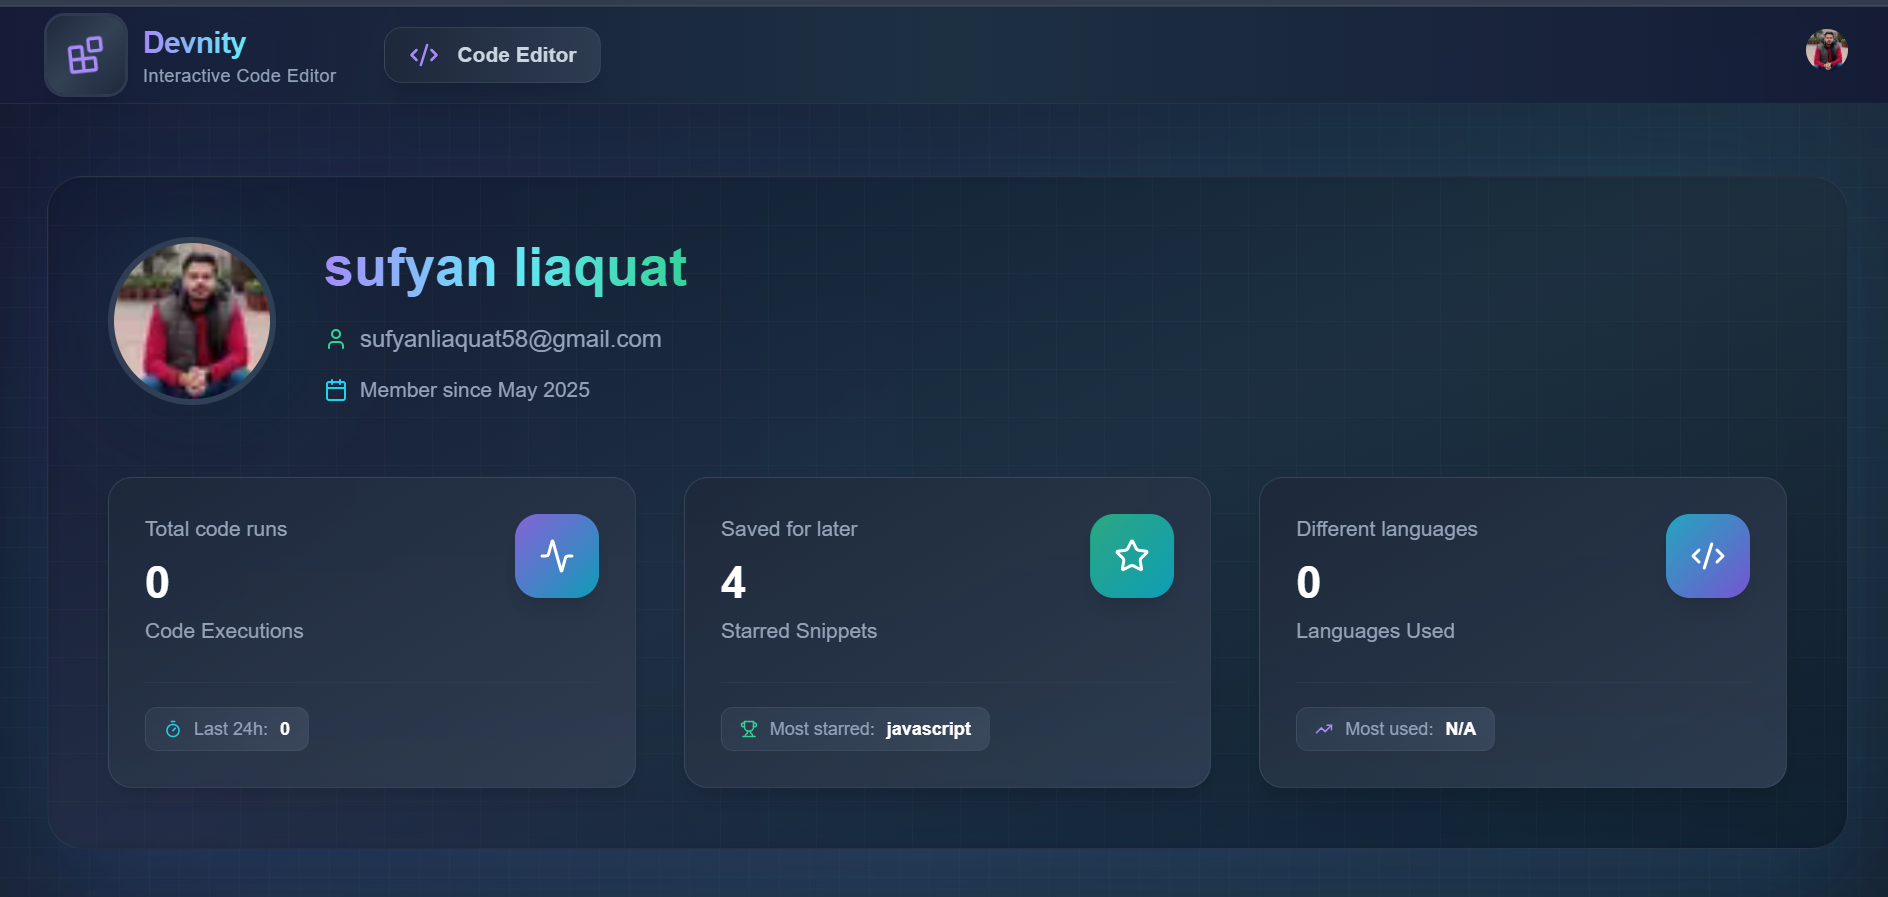 Devnity
Interactive Code Editor
Code Editor
sufyan liaquat
sufyanliaquat58@gmail.com
Member since May 2025
Total code runs
0
Code Executions
Last 24h: 0
Saved for later
4
Starred Snippets
Most starred: javascript
Different languages
0
Languages Used
Most used: N/A